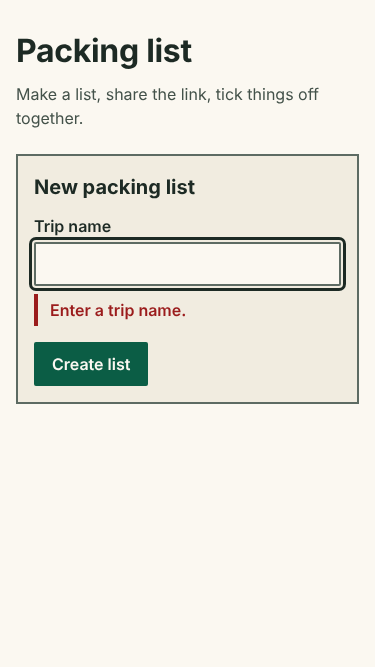 Packing list
Make a list, share the link, tick things off
together.
New packing list
Trip name
Enter a trip name.
Create list